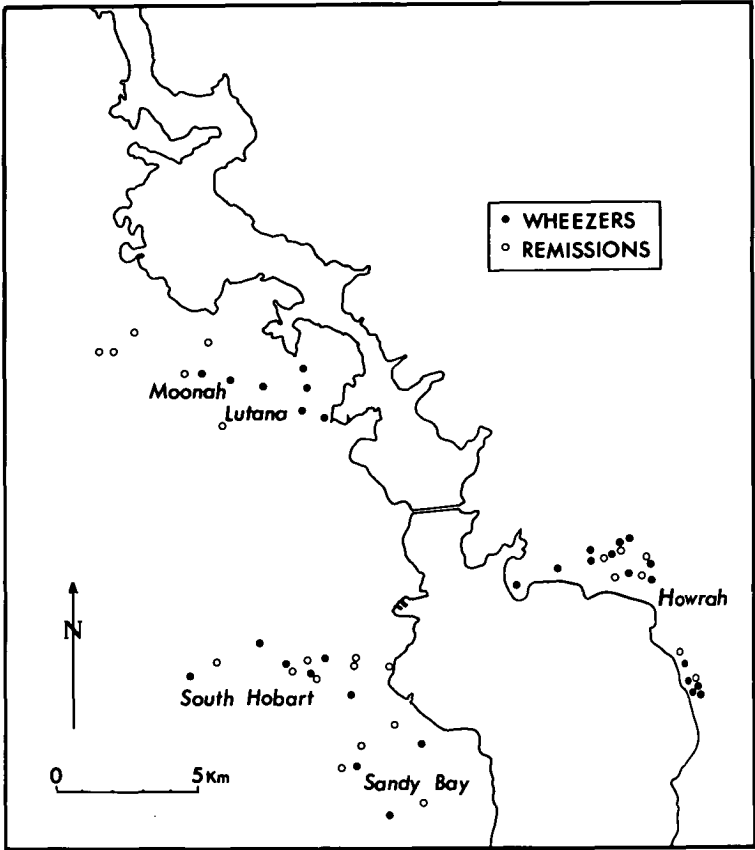 WHEEZERS
REMISSIONS
Moonah
Lutana
Howrah
N
South Hobart
0 5Km
Sandy Bay